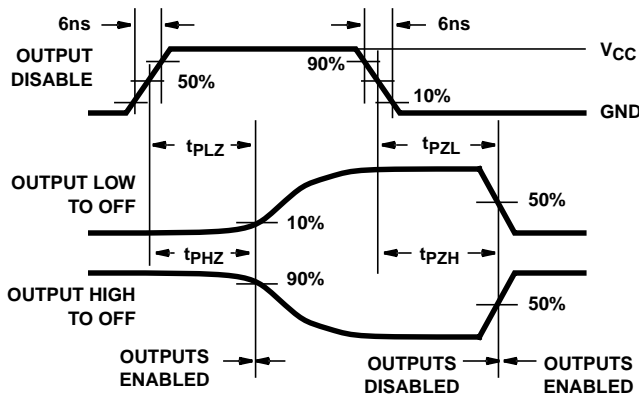 6ns
6ns
OUTPUT
DISABLE
50%
90%
10%
VCC
GND
tPLZ
tPZL
OUTPUT LOW
TO OFF
10%
50%
tPHZ
tPZH
OUTPUT HIGH
TO OFF
90%
50%
OUTPUTS
ENABLED
OUTPUTS
DISABLED
OUTPUTS
ENABLED